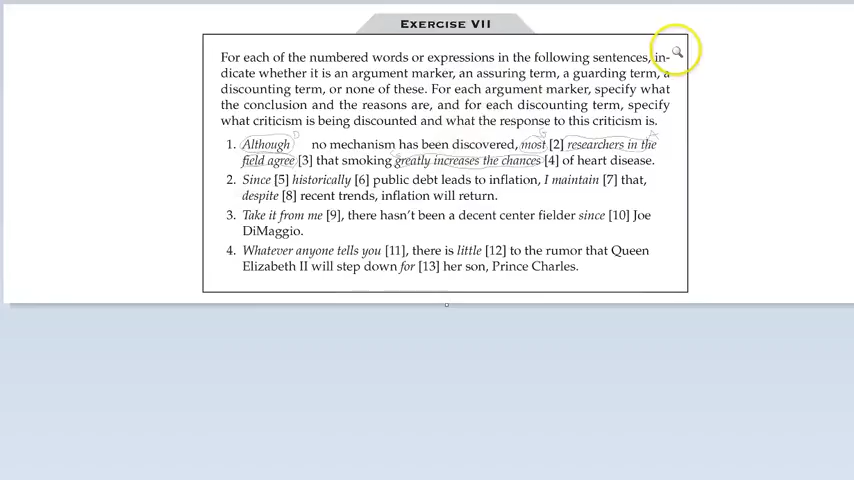 EXERCISE VII
For each of the numbered words or expressions in the following sentences, in-
dicate whether it is an argument marker, an assuring term, a guarding term, a
discounting term, or none of these. For each argument marker, specify what
the conclusion and the reasons are, and for each discounting term, specify
what criticism is being discounted and what the response to this criticism is.
D G A
1. Although no mechanism has been discovered, most [2] researchers in the
field agree [3] that smoking greatly increases the chances [4] of heart disease.
2. Since [5] historically [6] public debt leads to inflation, I maintain [7] that,
despite [8] recent trends, inflation will return.
3. Take it from me [9], there hasn't been a decent center fielder since [10] Joe
DiMaggio.
4. Whatever anyone tells you [11], there is little [12] to the rumor that Queen
Elizabeth II will step down for [13] her son, Prince Charles.